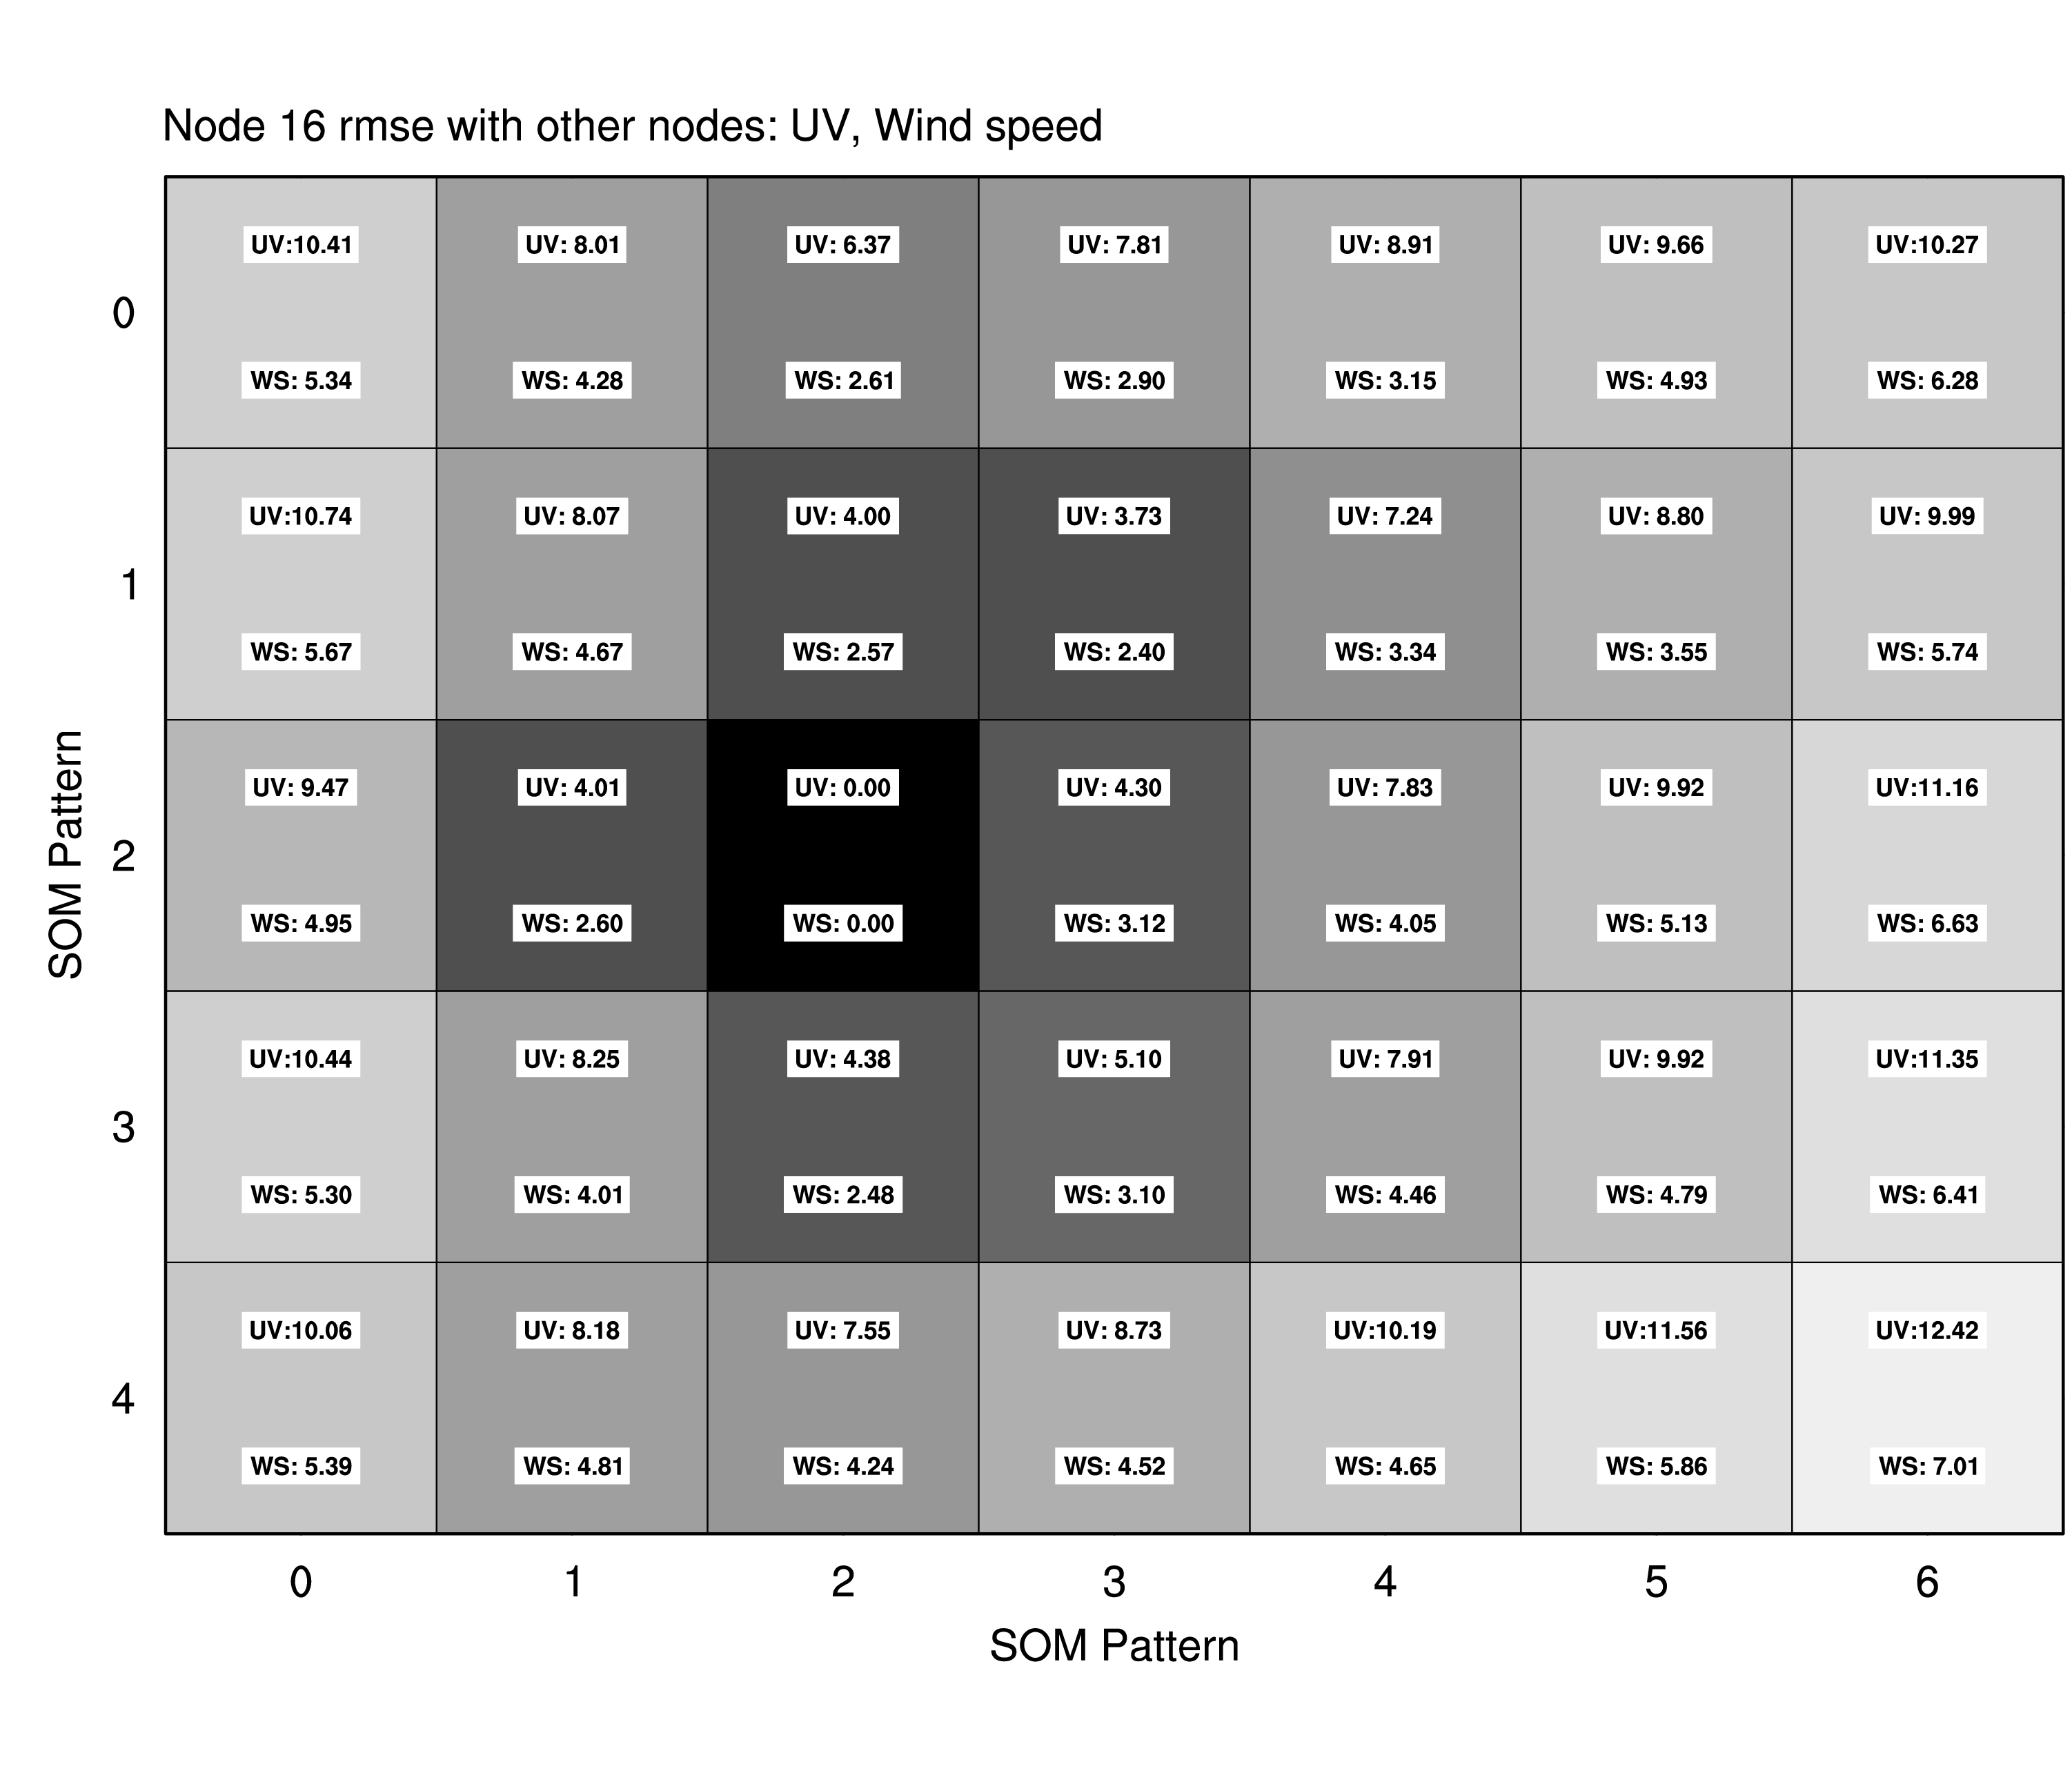 Node 16 rmse with other nodes: UV, Wind speed
UV:10.41 UV: 8.01 UV: 6.37 UV: 7.81 UV: 8.91 UV: 9.66 UV:10.27
0
WS: 5.34 WS: 4.28 WS: 2.61 WS: 2.90 WS: 3.15 WS: 4.93 WS: 6.28
UV:10.74 UV: 8.07 UV: 4.00 UV: 3.73 UV: 7.24 UV: 8.80 UV: 9.99
1
WS: 5.67 WS: 4.67 WS: 2.57 WS: 2.40 WS: 3.34 WS: 3.55 WS: 5.74
UV: 9.47 UV: 4.01 UV: 0.00 UV: 4.30 UV: 7.83 UV: 9.92 UV:11.16
SOM Pattern
2
WS: 4.95 WS: 2.60 WS: 0.00 WS: 3.12 WS: 4.05 WS: 5.13 WS: 6.63
UV:10.44 UV: 8.25 UV: 4.38 UV: 5.10 UV: 7.91 UV: 9.92 UV:11.35
3
WS: 5.30 WS: 4.01 WS: 2.48 WS: 3.10 WS: 4.46 WS: 4.79 WS: 6.41
UV:10.06 UV: 8.18 UV: 7.55 UV: 8.73 UV:10.19 UV:11.56 UV:12.42
4
WS: 5.39 WS: 4.81 WS: 4.24 WS: 4.52 WS: 4.65 WS: 5.86 WS: 7.01
0 1 2 3 4 5 6
SOM Pattern